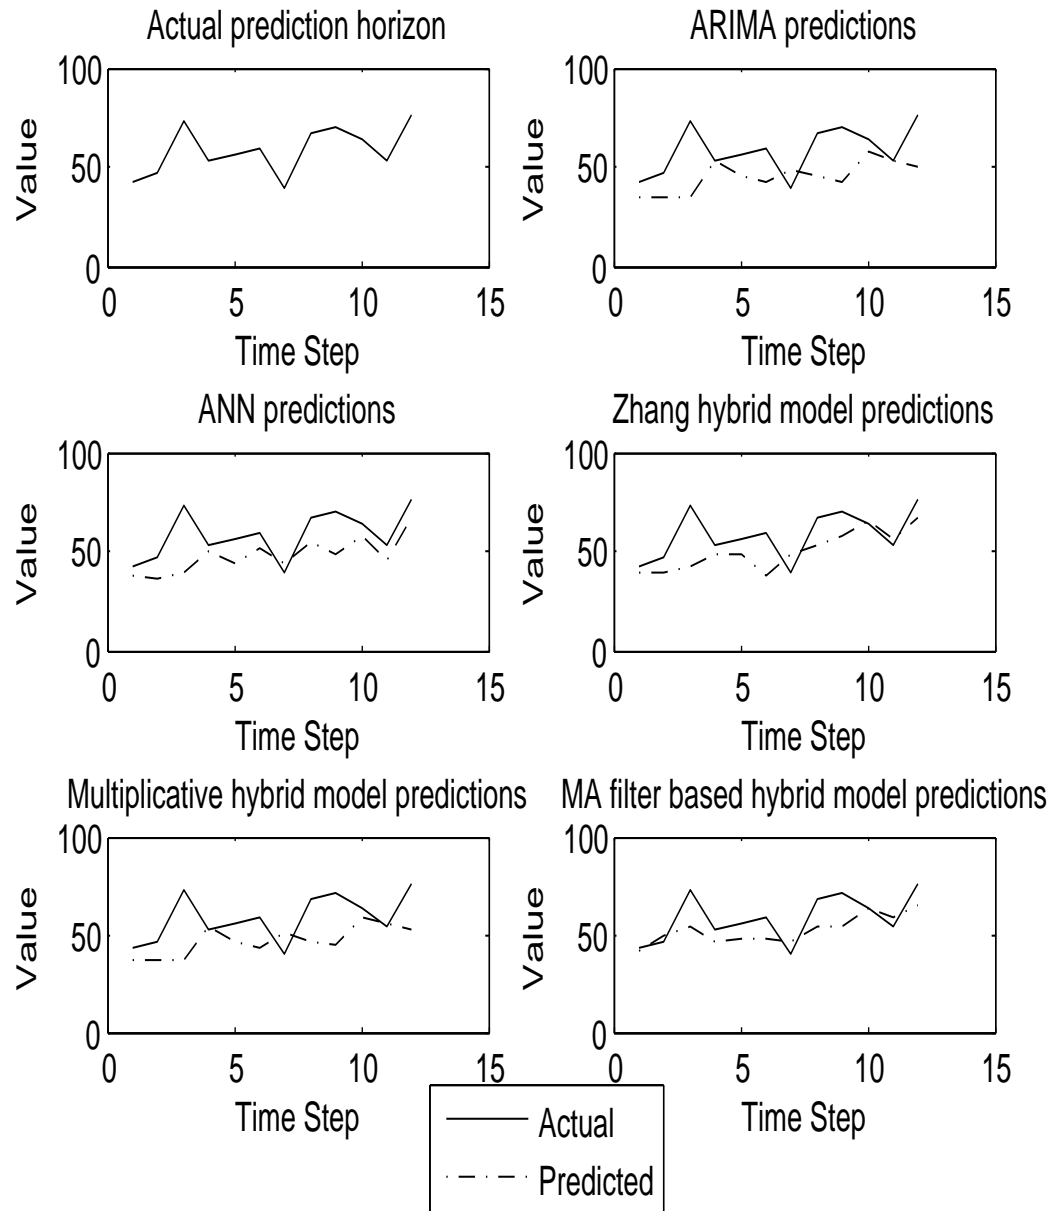 Actual prediction horizon
ARIMA predictions
100
50
0
Value
0 5 10 15
Time Step
100
50
0
Value
0 5 10 15
Time Step
ANN predictions
Zhang hybrid model predictions
100
50
0
Value
0 5 10 15
Time Step
100
50
0
Value
0 5 10 15
Time Step
Multiplicative hybrid model predictions
MA filter based hybrid model predictions
100
50
0
Value
0 5 10 15
Time Step
100
50
0
Value
0 5 10 15
Time Step
Actual
Predicted